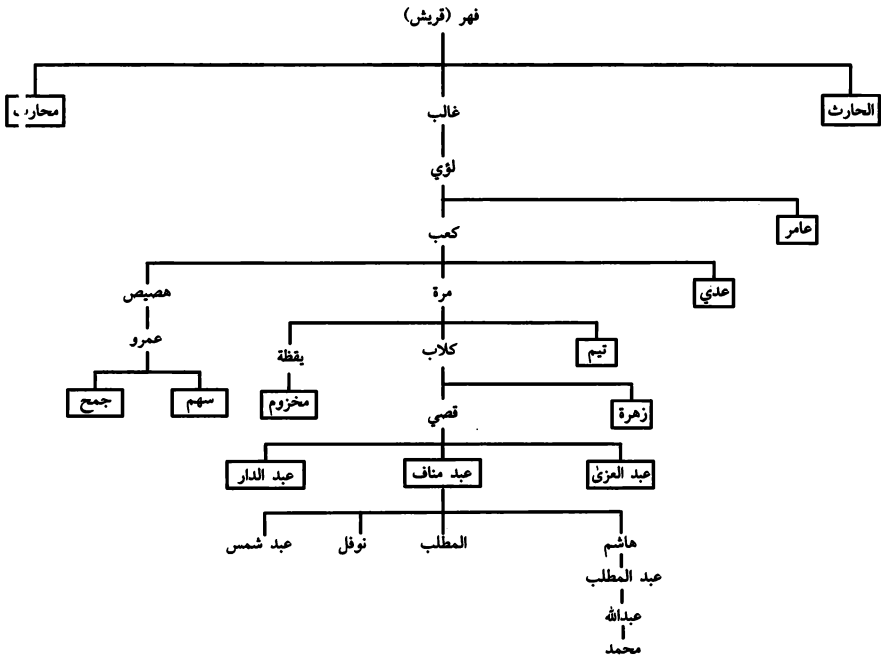 فهر (قريش)
الحارث غالب محارب
لؤي
عامر
كعب
عدي مرة هصيص
تيم كلاب يقظة عمرو
زهرة مخزوم سهم جمح
قصي
عبد العزىٰ عبد مناف عبد الدار
هاشم المطلب نوفل عبد شمس
عبد المطلب
عبدالله
محمد